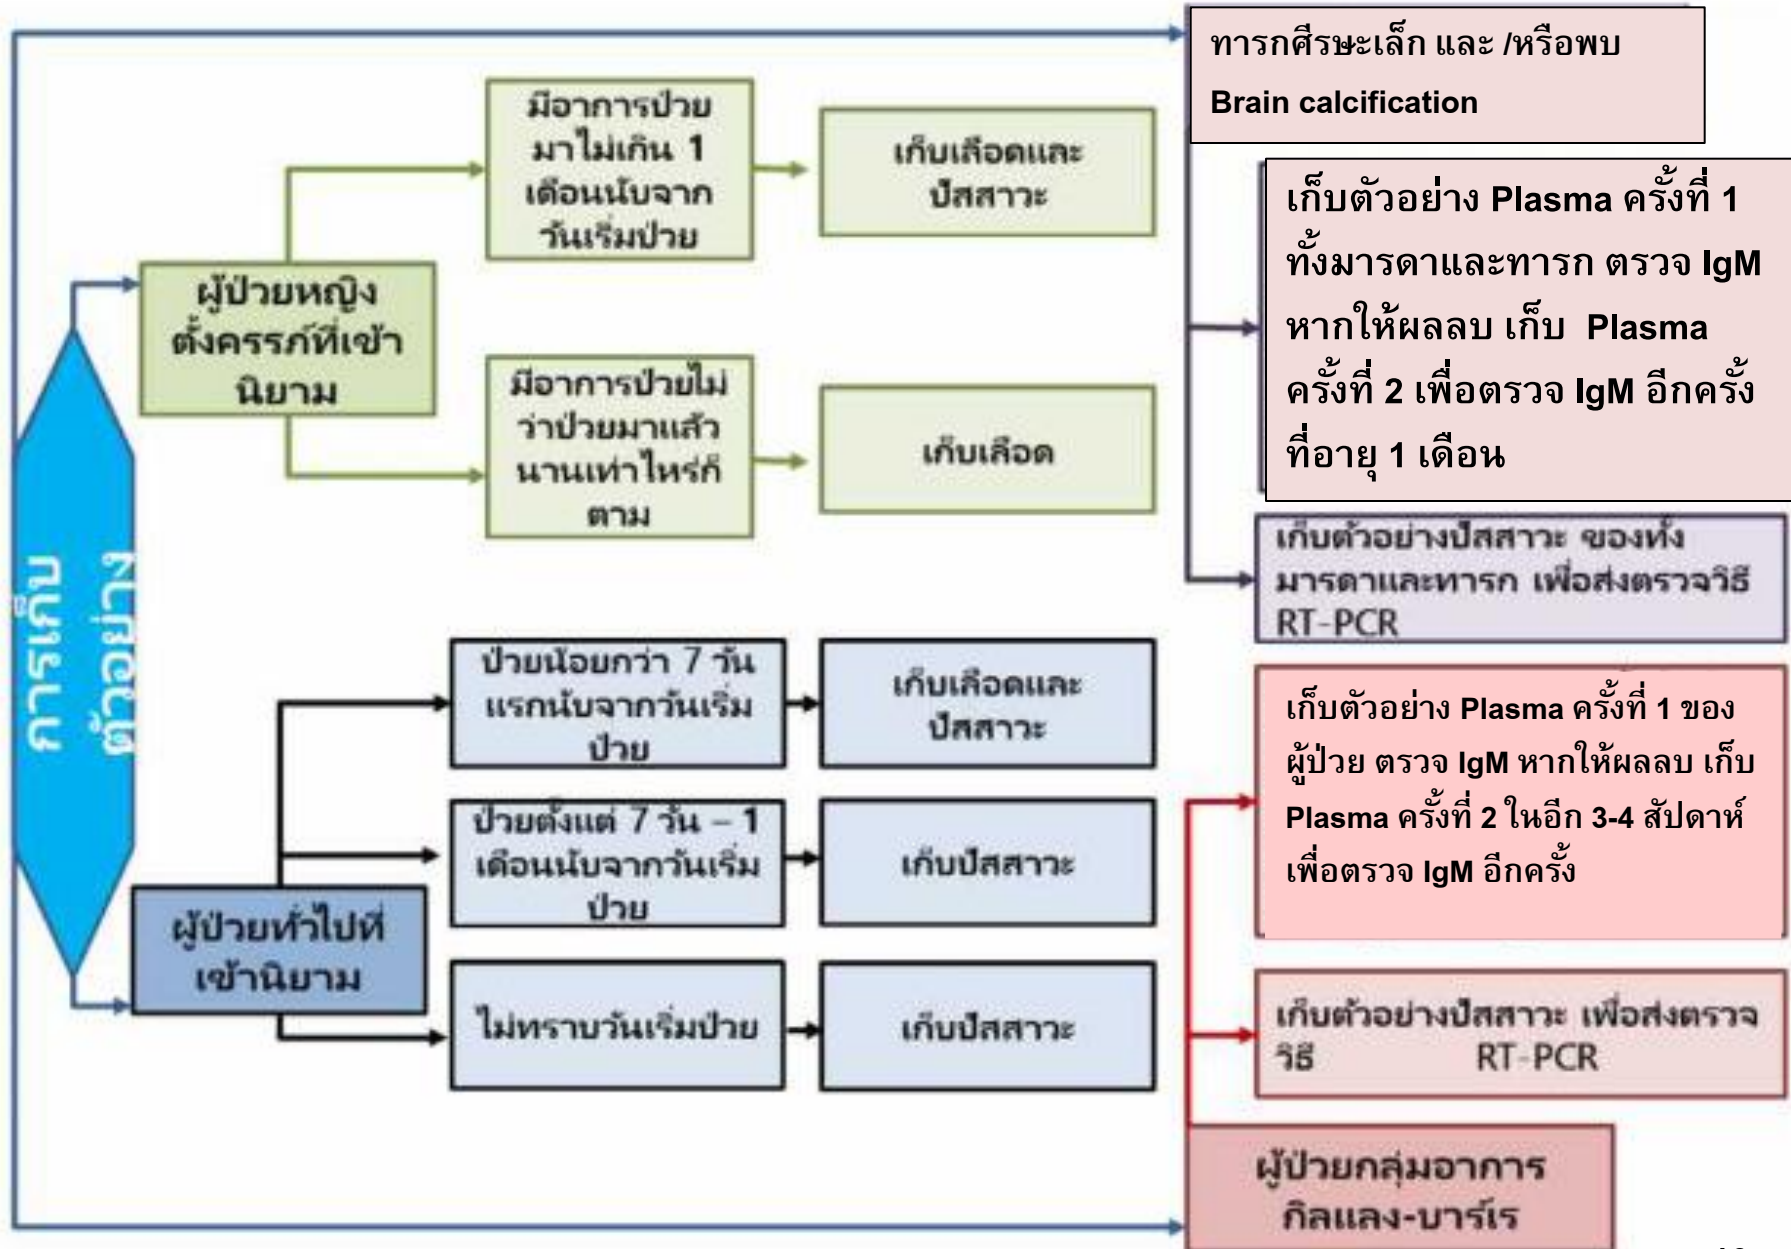 การเก็บ
ตัวอย่าง
ผู้ป่วยหญิง
ตั้งครรภ์ที่เข้า
นิยาม
มีอาการป่วย
มาไม่เกิน 1
เดือนนับจาก
วันเริ่มป่วย
เก็บเลือดและ
ปัสสาวะ
มีอาการป่วยไม่
ว่าป่วยมาแล้ว
นานเท่าไหร่ก็
ตาม
เก็บเลือด
ผู้ป่วยทั่วไปที่
เข้านิยาม
ป่วยน้อยกว่า 7 วัน
แรกนับจากวันเริ่ม
ป่วย
เก็บเลือดและ
ปัสสาวะ
ป่วยตั้งแต่ 7 วัน – 1
เดือนนับจากวันเริ่ม
ป่วย
เก็บปัสสาวะ
ไม่ทราบวันเริ่มป่วย
เก็บปัสสาวะ
ทารกศีรษะเล็ก และ /หรือพบ
Brain calcification
เก็บตัวอย่าง Plasma ครั้งที่ 1
ทั้งมารดาและทารก ตรวจ IgM
หากให้ผลลบ เก็บ Plasma
ครั้งที่ 2 เพื่อตรวจ IgM อีกครั้ง
ที่อายุ 1 เดือน
เก็บตัวอย่างปัสสาวะ ของทั้ง
มารดาและทารก เพื่อส่งตรวจวิธี
RT-PCR
เก็บตัวอย่าง Plasma ครั้งที่ 1 ของ
ผู้ป่วย ตรวจ IgM หากให้ผลลบ เก็บ
Plasma ครั้งที่ 2 ในอีก 3-4 สัปดาห์
เพื่อตรวจ IgM อีกครั้ง
เก็บตัวอย่างปัสสาวะ เพื่อส่งตรวจ
วิธี RT-PCR
ผู้ป่วยกลุ่มอาการ
กิลแลง-บาร์เร